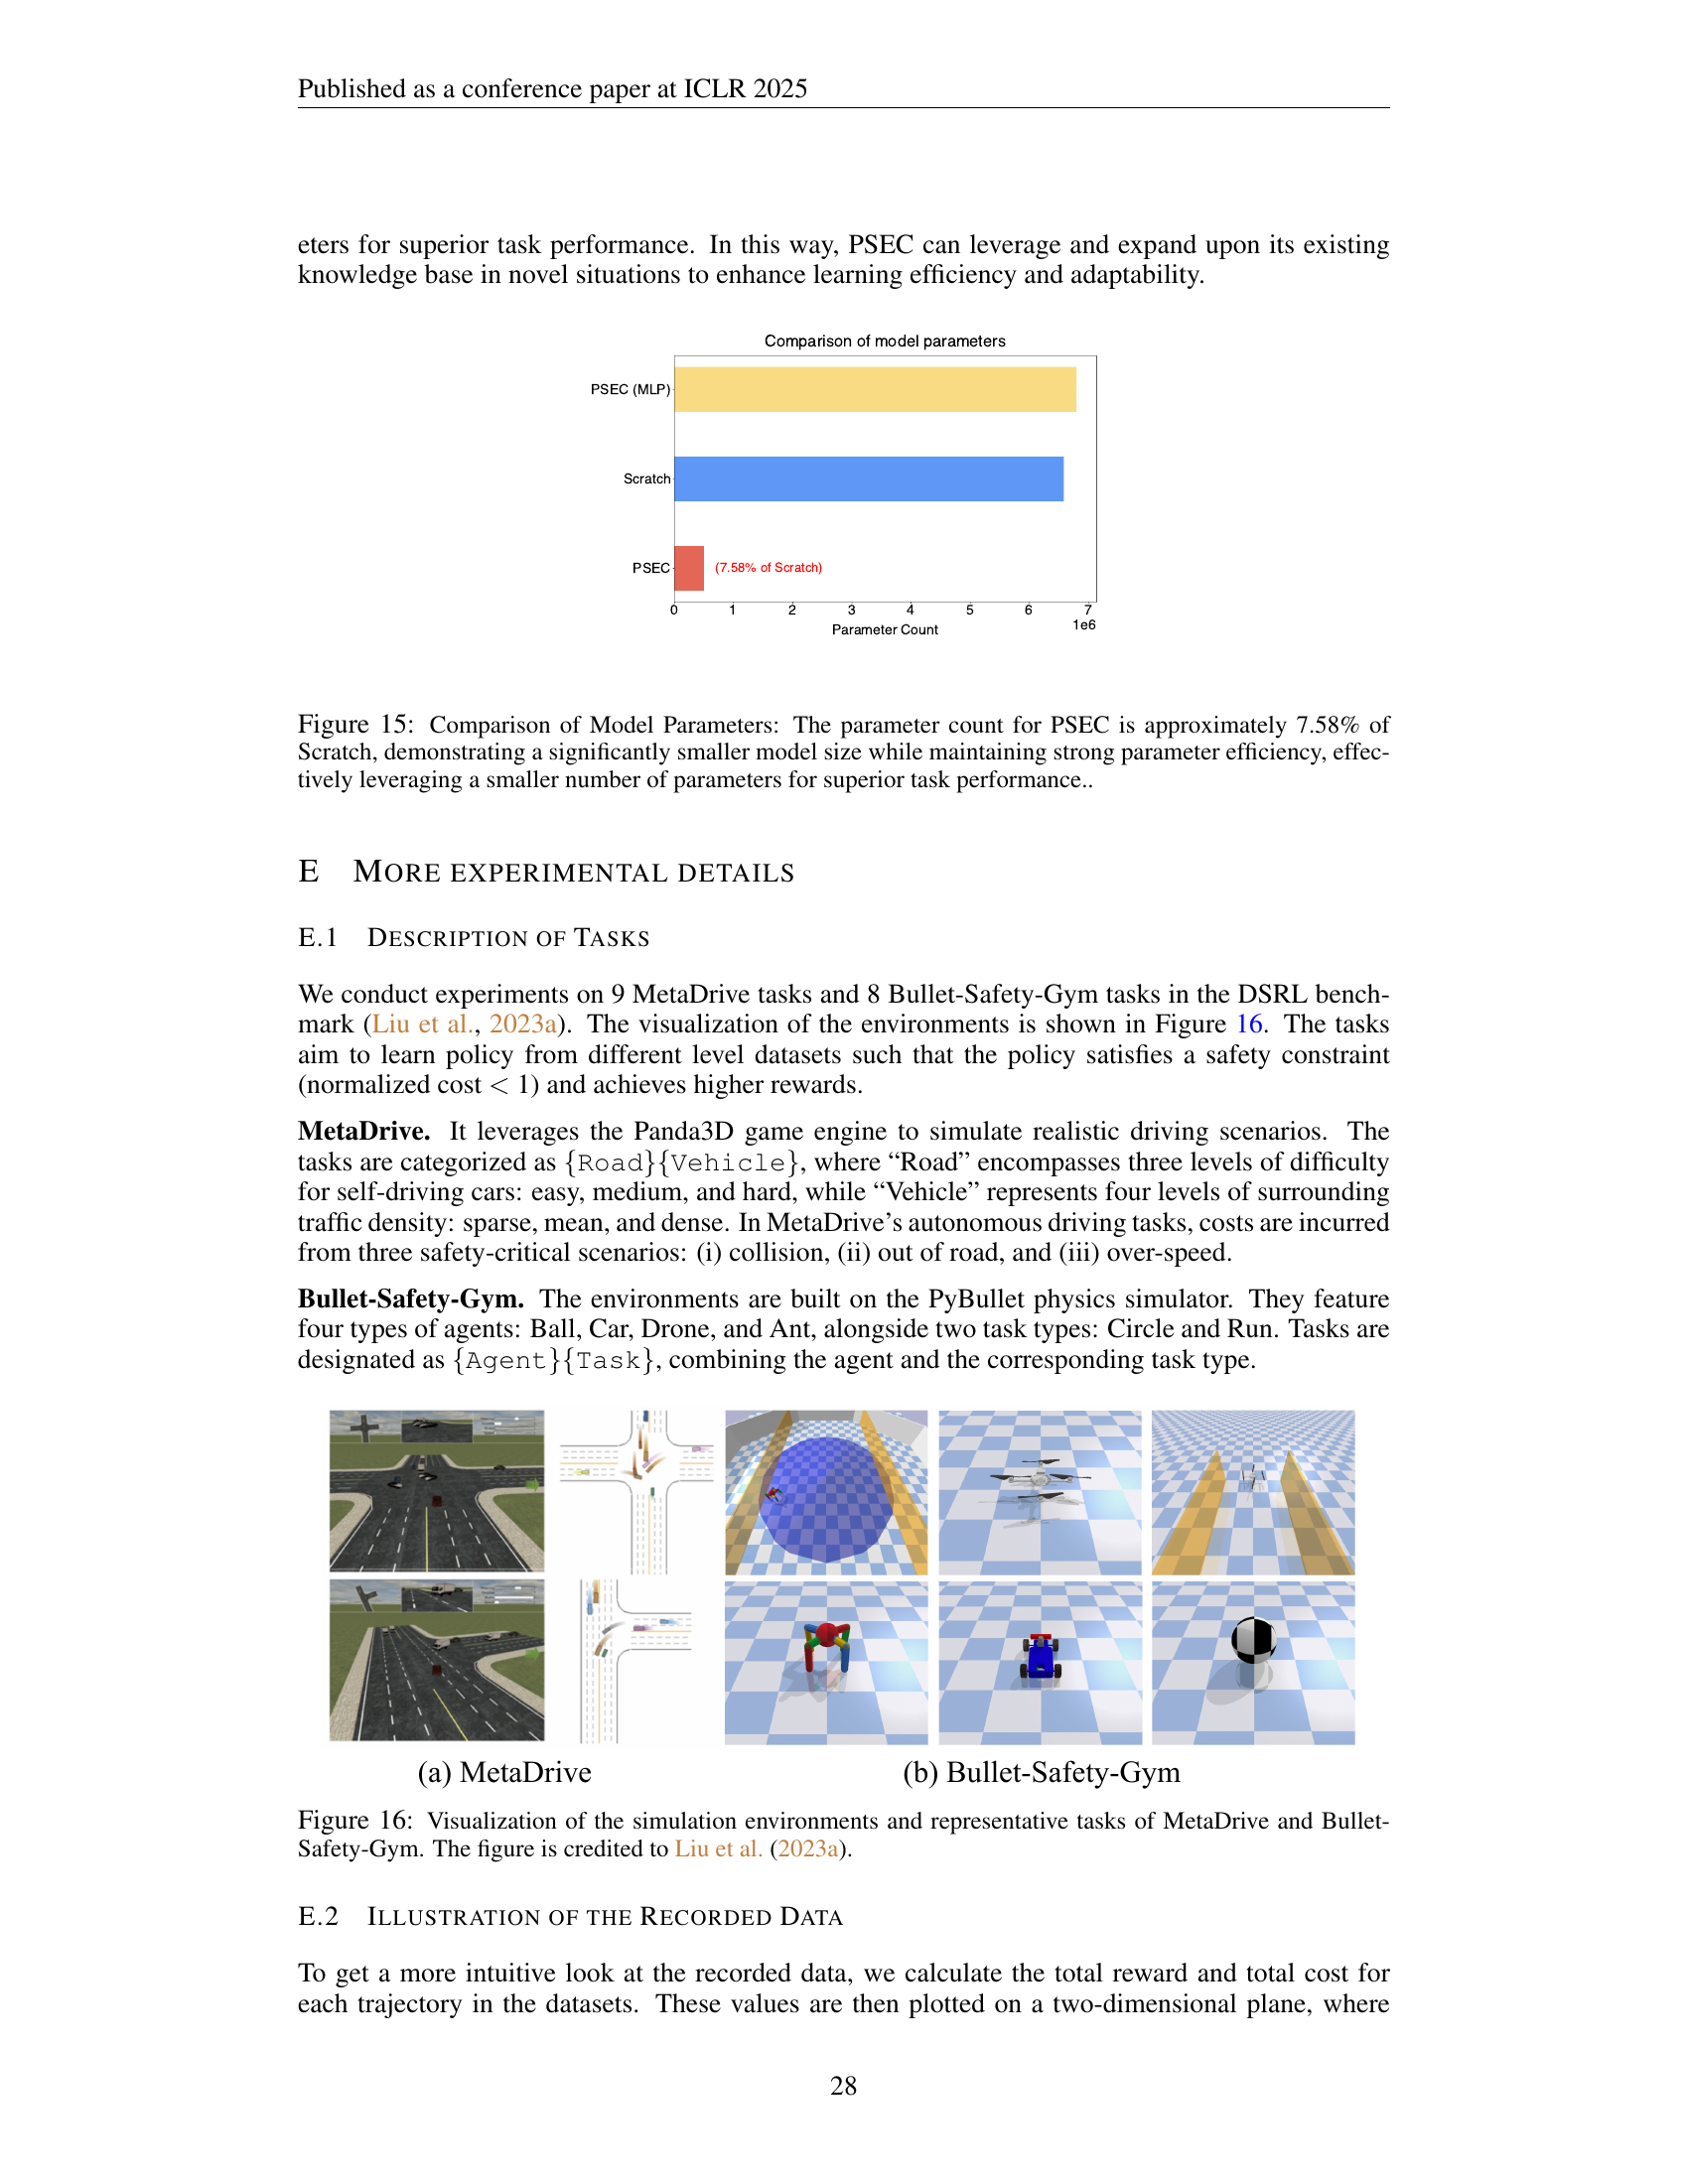 Published as a conference paper at ICLR 2025
eters for superior task performance. In this way, PSEC can leverage and expand upon its existing
knowledge base in novel situations to enhance learning efficiency and adaptability.
Comparison of model parameters
PSEC (MLP)
Scratch
PSEC
(7.58% of Scratch)
0 1 2 3 4 5 6 7
1e6
Parameter Count
Figure 15: Comparison of Model Parameters: The parameter count for PSEC is approximately 7.58% of
Scratch, demonstrating a significantly smaller model size while maintaining strong parameter efficiency, effec-
tively leveraging a smaller number of parameters for superior task performance..
E MORE EXPERIMENTAL DETAILS
E.1 DESCRIPTION OF TASKS
We conduct experiments on 9 MetaDrive tasks and 8 Bullet-Safety-Gym tasks in the DSRL bench-
mark (Liu et al., 2023a). The visualization of the environments is shown in Figure 16. The tasks
aim to learn policy from different level datasets such that the policy satisfies a safety constraint
(normalized cost < 1) and achieves higher rewards.
MetaDrive. It leverages the Panda3D game engine to simulate realistic driving scenarios. The
tasks are categorized as {Road}{Vehicle}, where “Road” encompasses three levels of difficulty
for self-driving cars: easy, medium, and hard, while “Vehicle” represents four levels of surrounding
traffic density: sparse, mean, and dense. In MetaDrive’s autonomous driving tasks, costs are incurred
from three safety-critical scenarios: (i) collision, (ii) out of road, and (iii) over-speed.
Bullet-Safety-Gym. The environments are built on the PyBullet physics simulator. They feature
four types of agents: Ball, Car, Drone, and Ant, alongside two task types: Circle and Run. Tasks are
designated as {Agent}{Task}, combining the agent and the corresponding task type.
(a) MetaDrive
(b) Bullet-Safety-Gym
Figure 16: Visualization of the simulation environments and representative tasks of MetaDrive and Bullet-
Safety-Gym. The figure is credited to Liu et al. (2023a).
E.2 ILLUSTRATION OF THE RECORDED DATA
To get a more intuitive look at the recorded data, we calculate the total reward and total cost for
each trajectory in the datasets. These values are then plotted on a two-dimensional plane, where
28